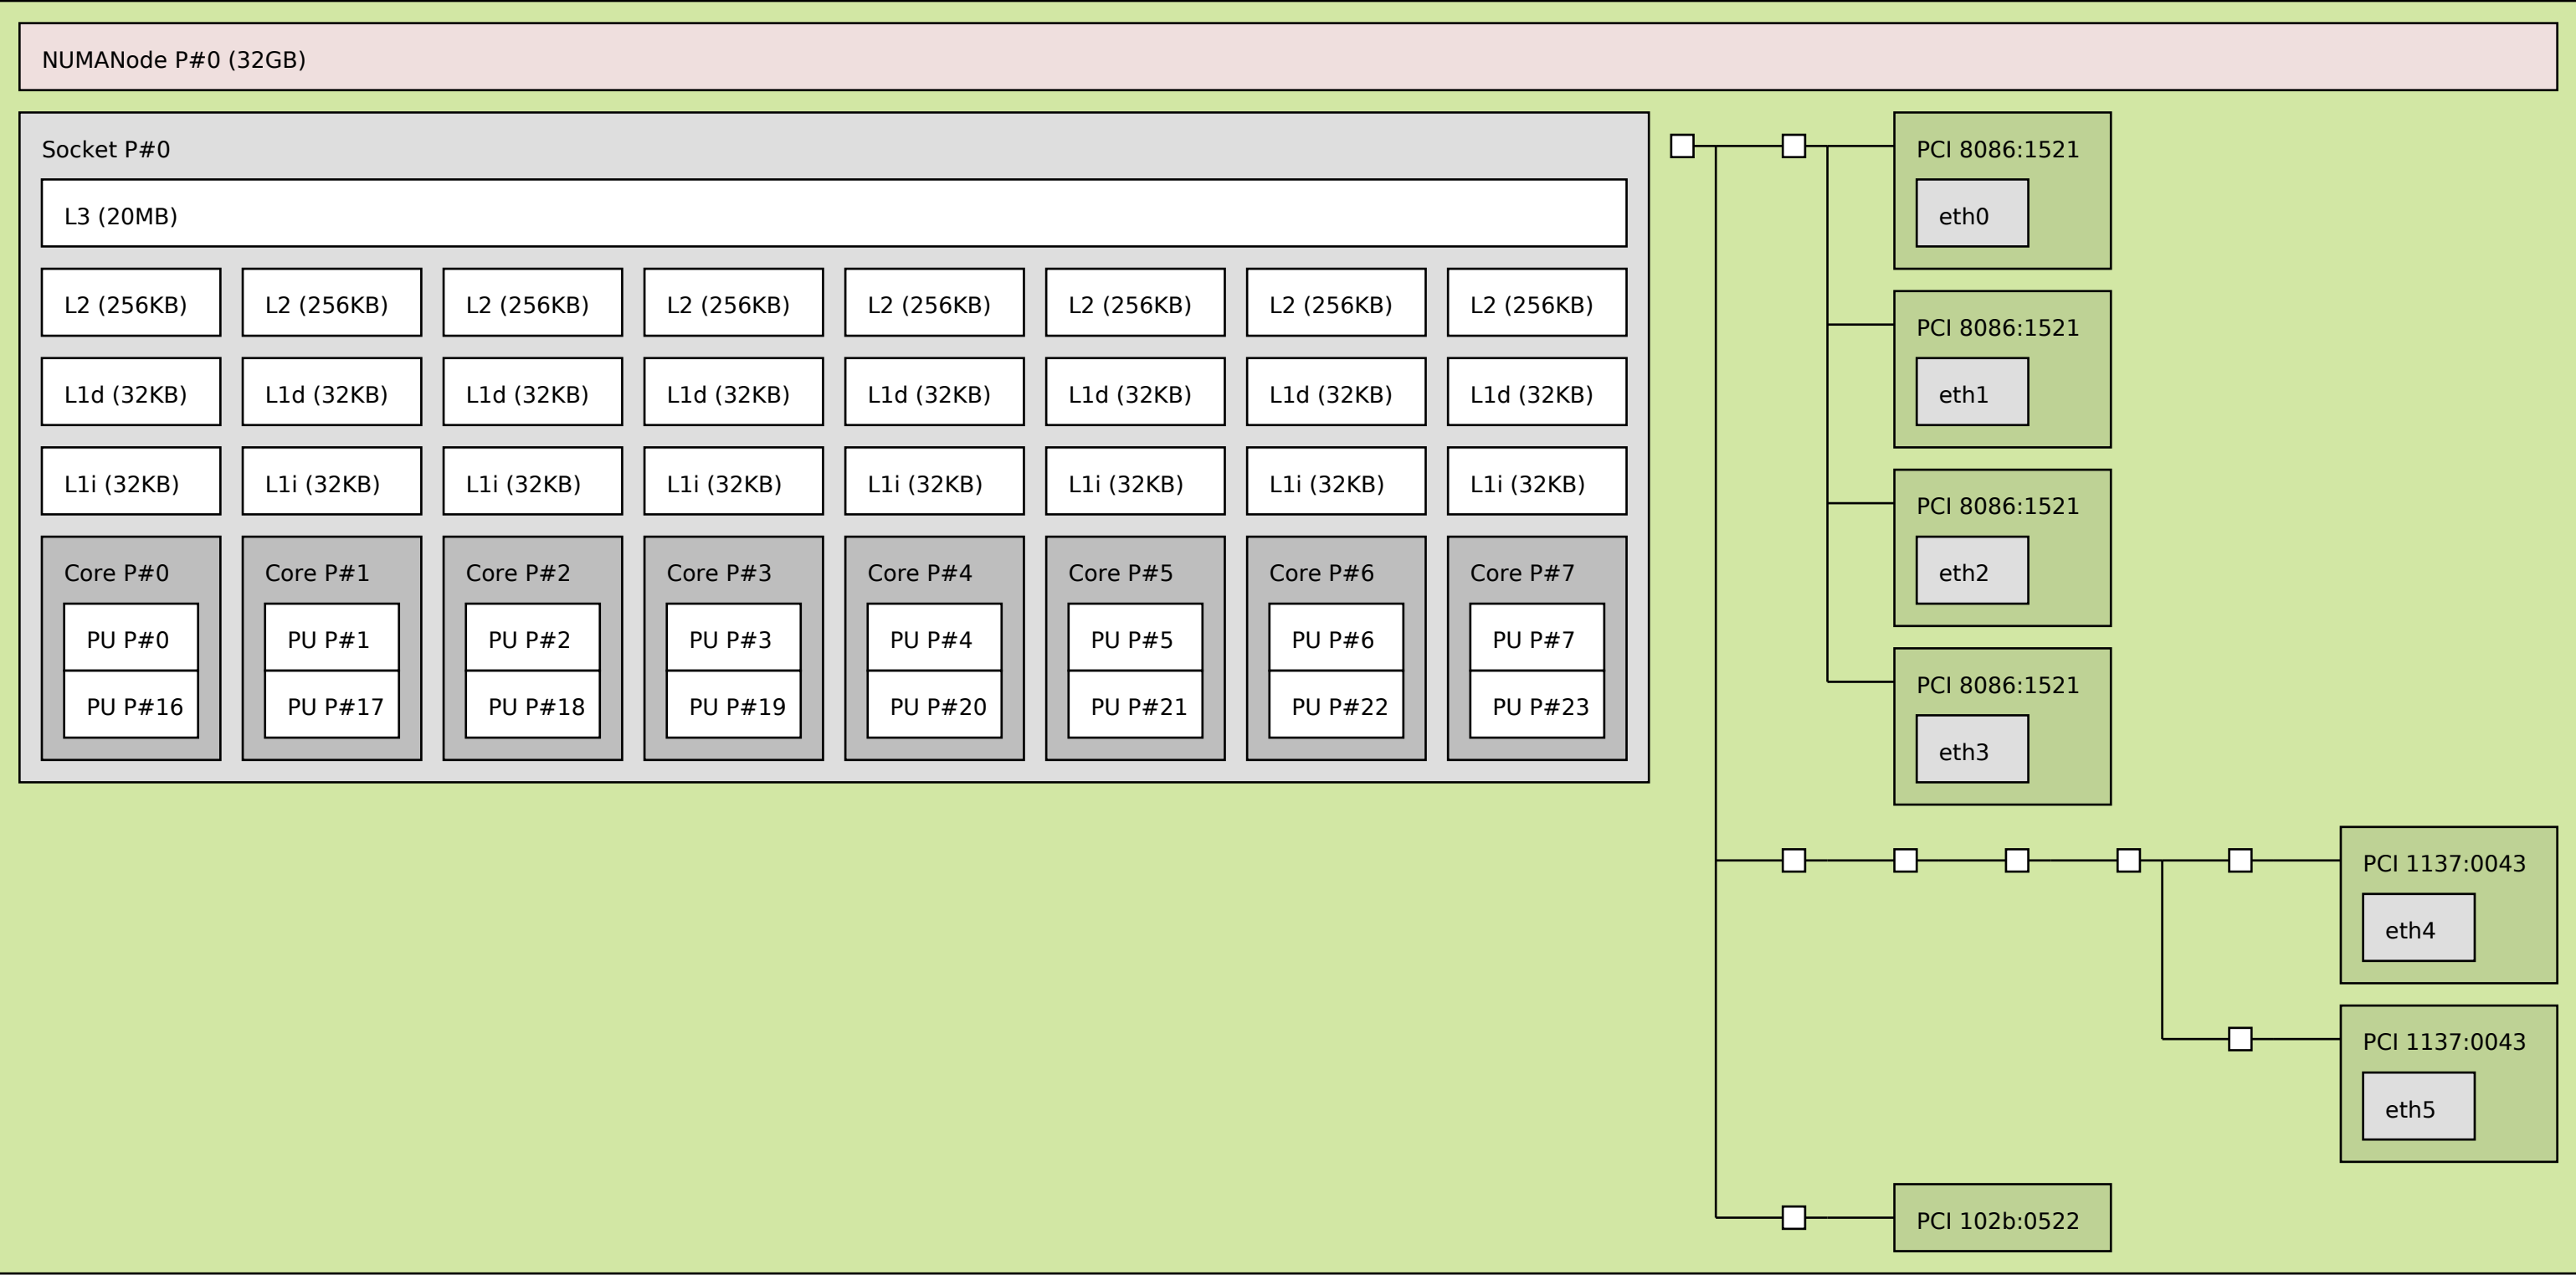 NUMANode P#0 (32GB)
Socket P#0
L3 (20MB)
L2 (256KB) L2 (256KB) L2 (256KB) L2 (256KB) L2 (256KB) L2 (256KB) L2 (256KB) L2 (256KB)
L1d (32KB) L1d (32KB) L1d (32KB) L1d (32KB) L1d (32KB) L1d (32KB) L1d (32KB) L1d (32KB)
L1i (32KB) L1i (32KB) L1i (32KB) L1i (32KB) L1i (32KB) L1i (32KB) L1i (32KB) L1i (32KB)
Core P#0 Core P#1 Core P#2 Core P#3 Core P#4 Core P#5 Core P#6 Core P#7
PU P#0 PU P#1 PU P#2 PU P#3 PU P#4 PU P#5 PU P#6 PU P#7
PU P#16 PU P#17 PU P#18 PU P#19 PU P#20 PU P#21 PU P#22 PU P#23
PCI 8086:1521
eth0
PCI 8086:1521
eth1
PCI 8086:1521
eth2
PCI 8086:1521
eth3
PCI 1137:0043
eth4
PCI 1137:0043
eth5
PCI 102b:0522